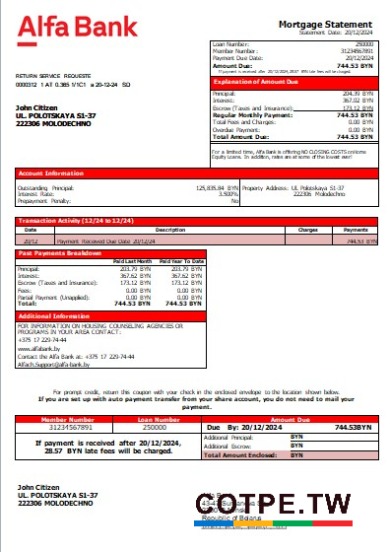 Alfa Bank
Mortgage Statement
Statement Date: 20/12/2024
Loan Number: 250000
Member Number: 31234567891
Payment Due Date: 20/12/2024
Amount Due: 744.53 BYN
RETURN SERVICE REQUESTE
0000312 1 AT 0.365 1/1C1 a 20-12-24 SD
John Citizen
UL. POLOTSKAYA S1-37
222306 MOLODECHNO
Explanation of Amount Due
Principal: 204.39 BYN
Interest: 367.02 BYN
Escrow (Taxes and Insurance): 173.12 BYN
Regular Monthly Payment: 744.53 BYN
Total Fees and Charges: 0.00 BYN
Overdue Payment: 0.00 BYN
Total Amount Due: 744.53 BYN
For a limited time, Alfa Bank is offering NO CLOSING COSTS on Home
Equity Loans. In addition, rates are at some of the lowest ever!
Account Information
Outstanding Principal: 125,835.84 BYN Property Address: UL. Polotskaya S1-37
Interest Rate: 3.500% 222306 Molodechno
Prepayment Penalty: No
Transaction Activity (12/24 to 12/24)
Date Description Charges Payments
20/12 Payment Received Due Date 20/12/24 744.53 BYN
Past Payments Breakdown
Paid Last Month Paid Year To Date
Principal: 203.79 BYN 203.79 BYN
Interest: 367.62 BYN 367.62 BYN
Escrow (Taxes and Insurance): 173.12 BYN 173.12 BYN
Fees: 0.00 BYN 0.00 BYN
Partial Payment (Unapplied): 0.00 BYN 0.00 BYN
Total: 744.53 BYN 744.53 BYN
Additional Information
FOR INFORMATION ON HOUSING COUNSELING AGENCIES OR
PROGRAMS IN YOUR AREA CONTACT:
+375 17 229-74-44
www.alfabank.by
Contact the Alfa Bank at: +375 17 229-74-44
Alfach.Support@alfa-bank.by
For prompt credit, return this coupon with your check in the enclosed envelope to the location shown below.
If you are set up with auto payment transfer from your share account, you do not need to mail your
payment.
Member Number Loan Number Amount Due
31234567891 250000 Due By: 20/12/2024 744.53BYN
If payment is received after 20/12/2024,
28.57 BYN late fees will be charged.
Additional Principal: BYN
Additional Escrow: BYN
Total Amount Enclosed: BYN
John Citizen
UL. POLOTSKAYA S1-37
222306 MOLODECHNO
Republic of Belarus
GOTPE.TW